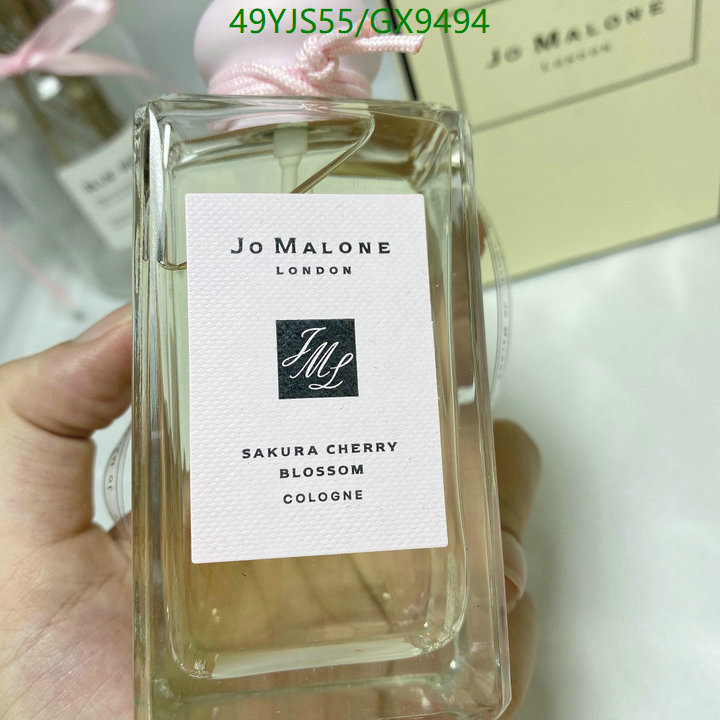 49YJS55/GX9494
JO MALONE
LONDON
JO MALONE
LONDON
JML
SAKURA CHERRY
BLOSSOM
COLOGNE